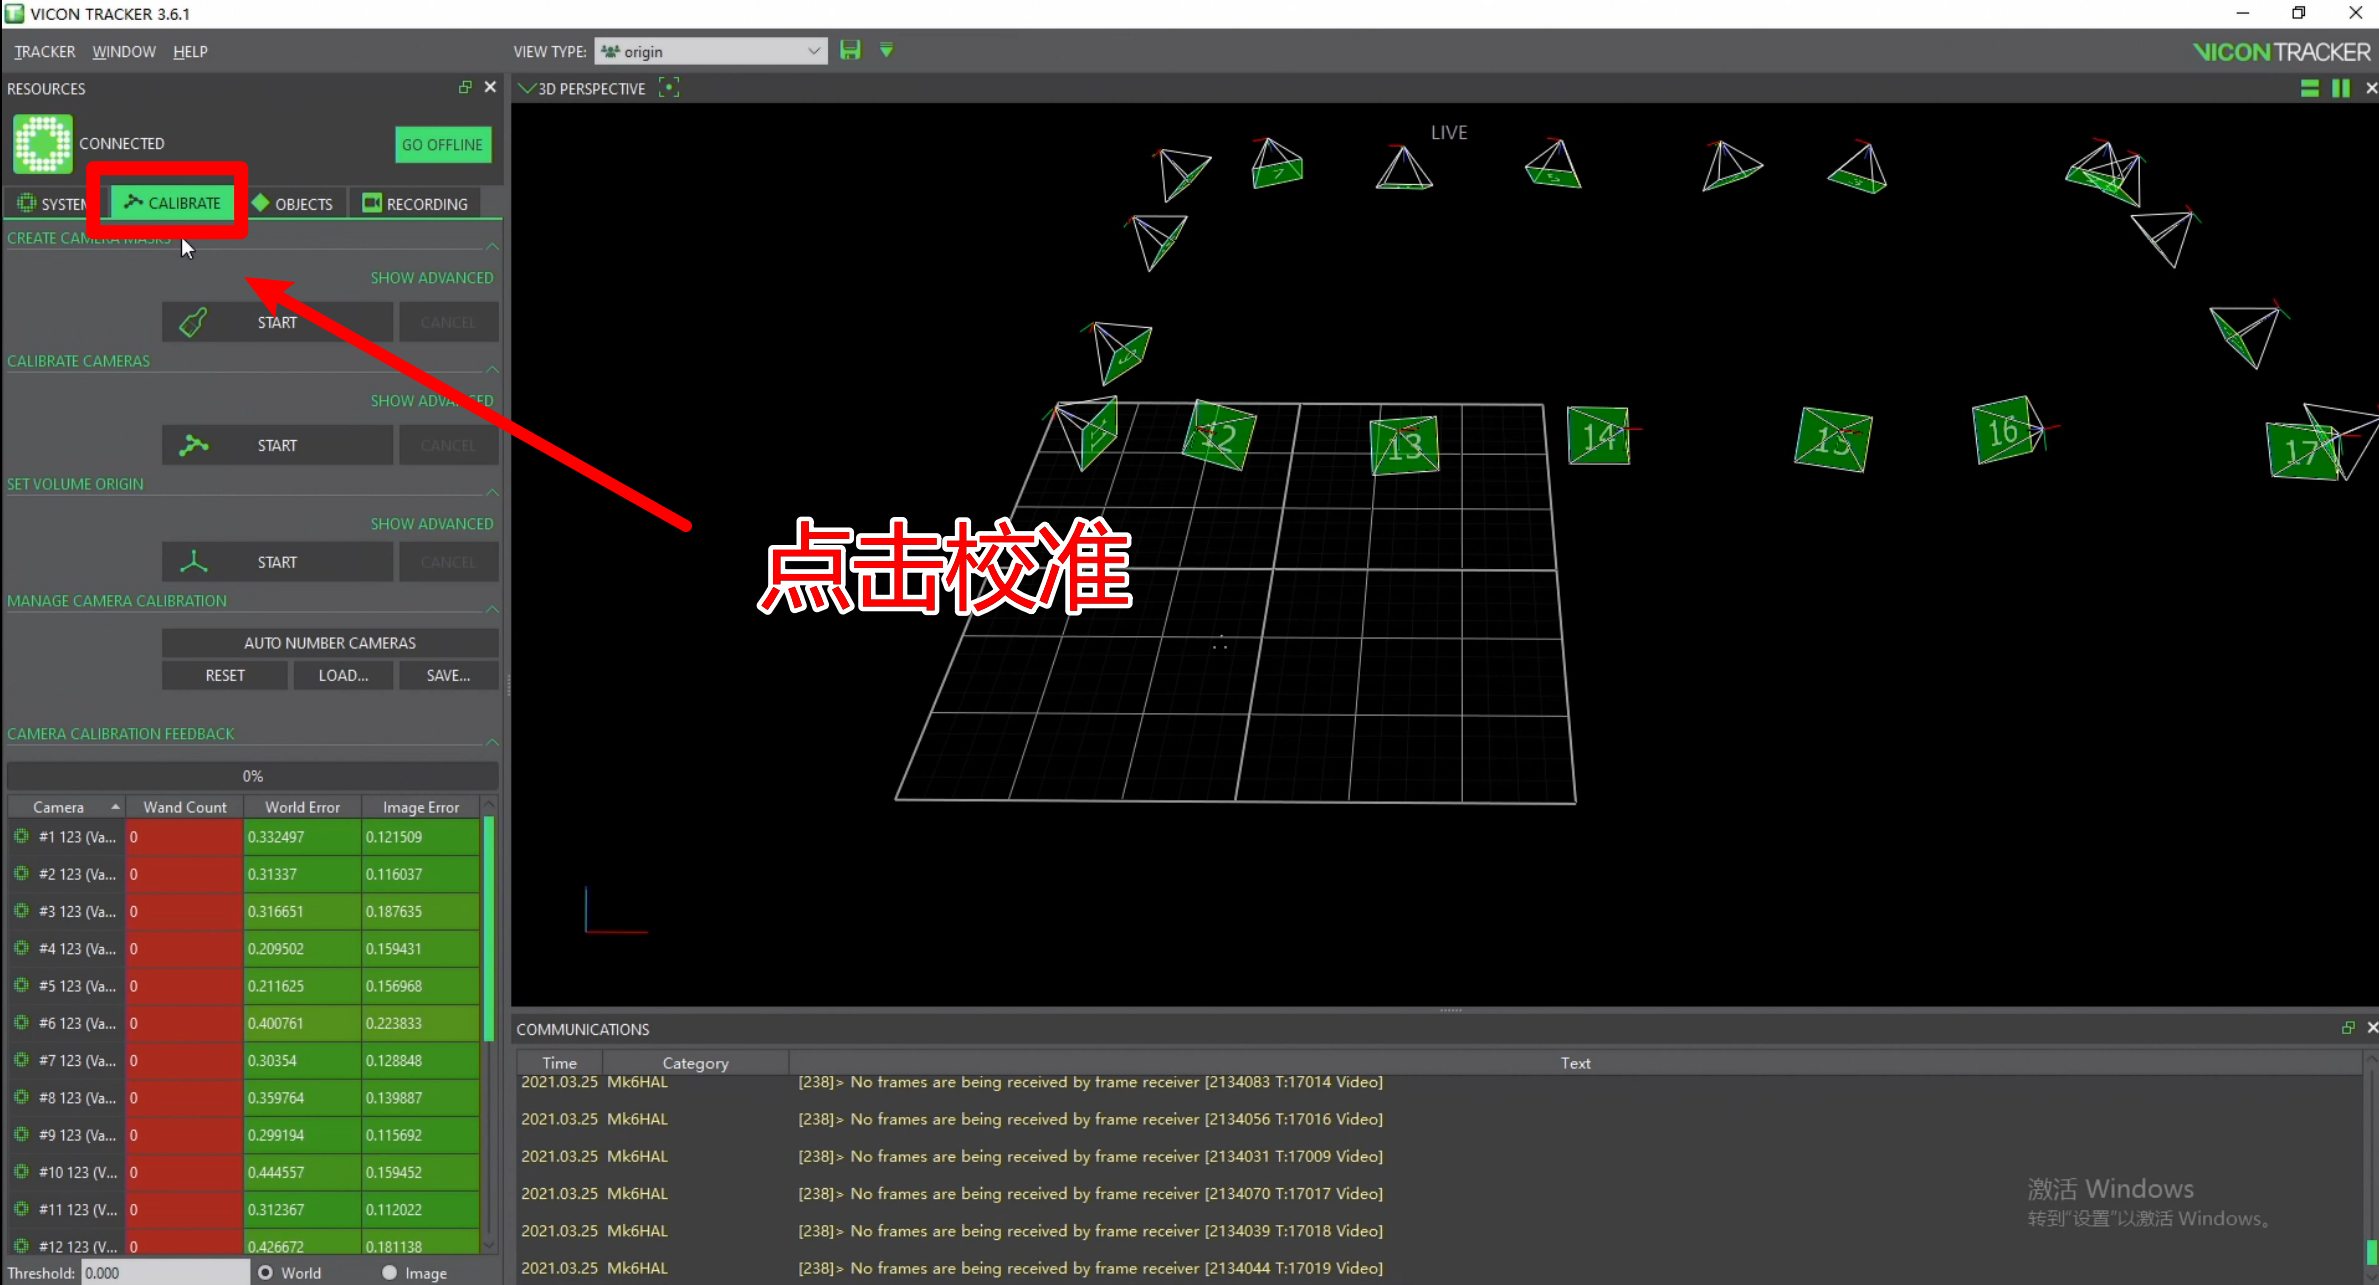 VICON TRACKER 3.6.1
TRACKER WINDOW HELP
VIEW TYPE: origin
VICONTRACKER
RESOURCES
3D PERSPECTIVE
CONNECTED
GO OFFLINE
LIVE
SYSTEM CALIBRATE OBJECTS RECORDING
CREATE CAMERA MASKS
SHOW ADVANCED
START CANCEL
CALIBRATE CAMERAS
SHOW ADVANCED
START CANCEL
SET VOLUME ORIGIN
SHOW ADVANCED
START CANCEL
MANAGE CAMERA CALIBRATION
AUTO NUMBER CAMERAS
RESET LOAD... SAVE...
CAMERA CALIBRATION FEEDBACK
0%
Camera Wand Count World Error Image Error
#1 123 (Va... 0 0.332497 0.121509
#2 123 (Va... 0 0.31337 0.116037
#3 123 (Va... 0 0.316651 0.187635
#4 123 (Va... 0 0.209502 0.159431
#5 123 (Va... 0 0.211625 0.156968
#6 123 (Va... 0 0.400761 0.223833
#7 123 (Va... 0 0.30354 0.128848
#8 123 (Va... 0 0.359764 0.139887
#9 123 (Va... 0 0.299194 0.115692
#10 123 (V... 0 0.444557 0.159452
#11 123 (V... 0 0.312367 0.112022
#12 123 (V... 0 0.426672 0.181138
Threshold: 0.000 World Image
7
12 13 14 15 16 17
点击校准
COMMUNICATIONS
Time Category Text
2021.03.25 Mk6HAL [238]> No frames are being received by frame receiver [2134083 T:17014 Video]
2021.03.25 Mk6HAL [238]> No frames are being received by frame receiver [2134056 T:17016 Video]
2021.03.25 Mk6HAL [238]> No frames are being received by frame receiver [2134031 T:17009 Video]
2021.03.25 Mk6HAL [238]> No frames are being received by frame receiver [2134070 T:17017 Video]
2021.03.25 Mk6HAL [238]> No frames are being received by frame receiver [2134039 T:17018 Video]
2021.03.25 Mk6HAL [238]> No frames are being received by frame receiver [2134044 T:17019 Video]
激活 Windows
转到"设置"以激活 Windows。